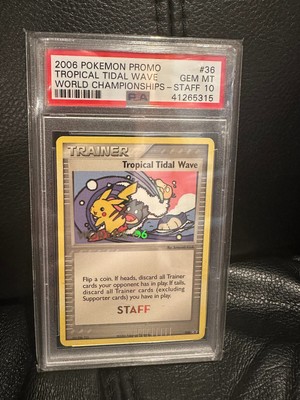 2006 POKEMON PROMO #36
TROPICAL TIDAL WAVE GEM MT
WORLD CHAMPIONSHIPS - STAFF 10
PSA 41265315
TRAINER
Tropical Tidal Wave
Flip a coin. If heads, discard all Trainer
cards your opponent has in play. If tails,
discard all Trainer cards (excluding
Supporter cards) you have in play.
STAFF